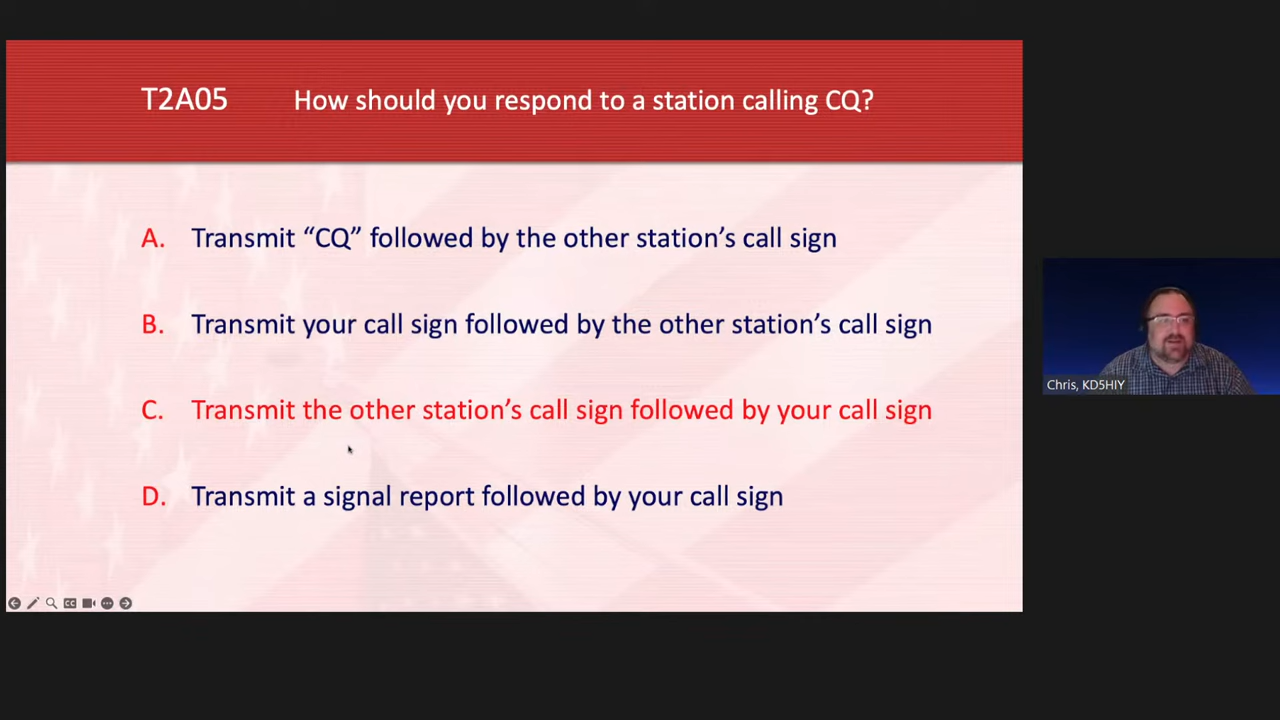 T2A05 How should you respond to a station calling CQ?
A. Transmit “CQ” followed by the other station’s call sign
B. Transmit your call sign followed by the other station’s call sign
C. Transmit the other station’s call sign followed by your call sign
D. Transmit a signal report followed by your call sign
Chris, KD5HIY
CC